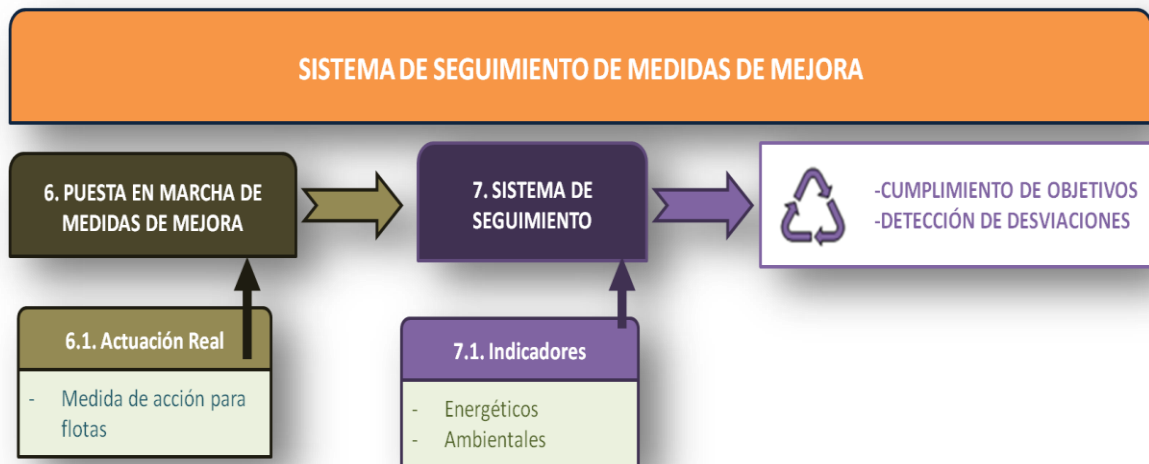 SISTEMA DE SEGUIMIENTO DE MEDIDAS DE MEJORA
6. PUESTA EN MARCHA DE
MEDIDAS DE MEJORA
7. SISTEMA DE
SEGUIMIENTO
-CUMPLIMIENTO DE OBJETIVOS
-DETECCIÓN DE DESVIACIONES
6.1. Actuación Real
- Medida de acción para
flotas
7.1. Indicadores
- Energéticos
- Ambientales